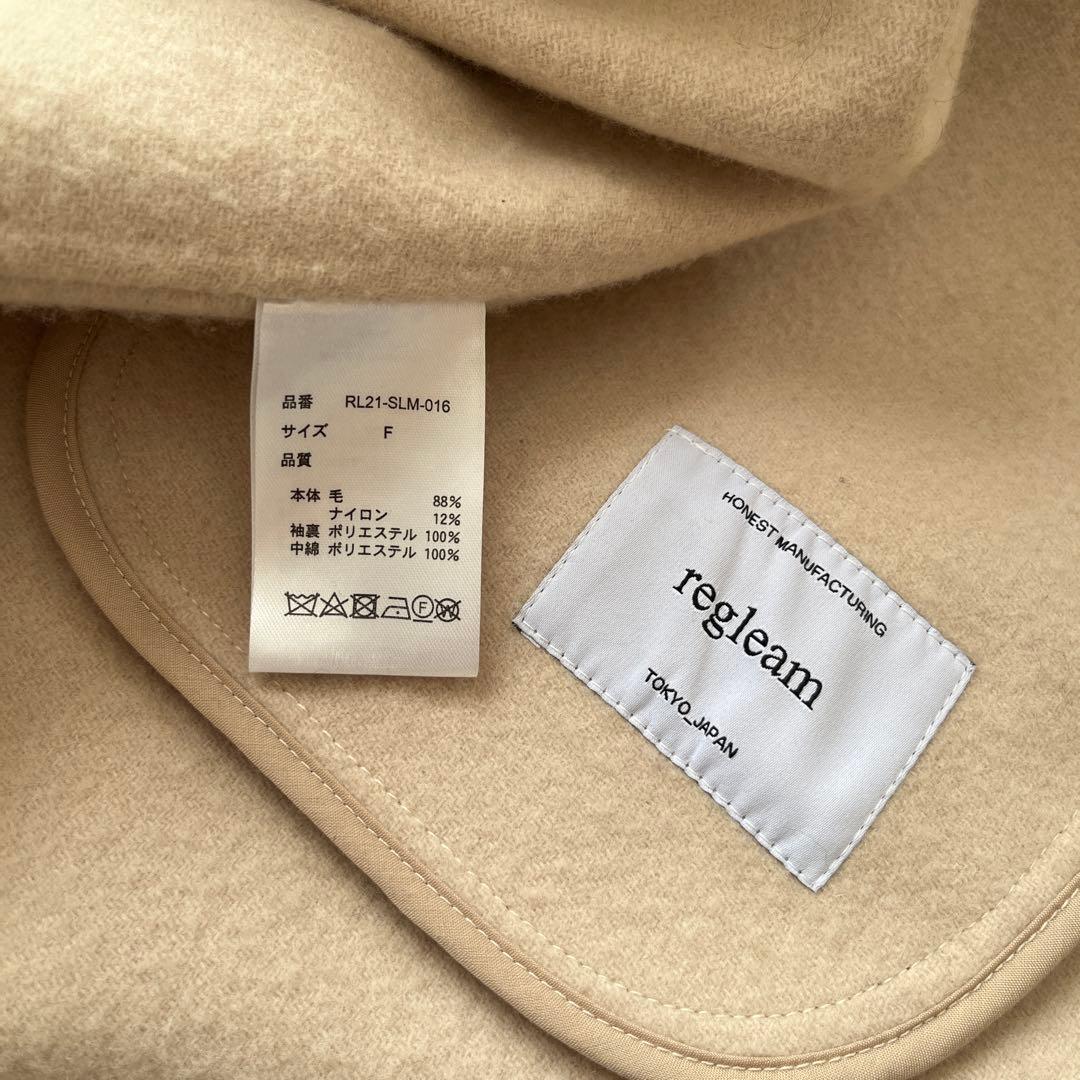 品番 RL21-SLM-016
サイズ F
品質
本体 毛 88%
ナイロン 12%
袖裏 ポリエステル 100%
中綿 ポリエステル 100%
F
W
HONEST MANUFACTURING
regleam
TOKYO_JAPAN